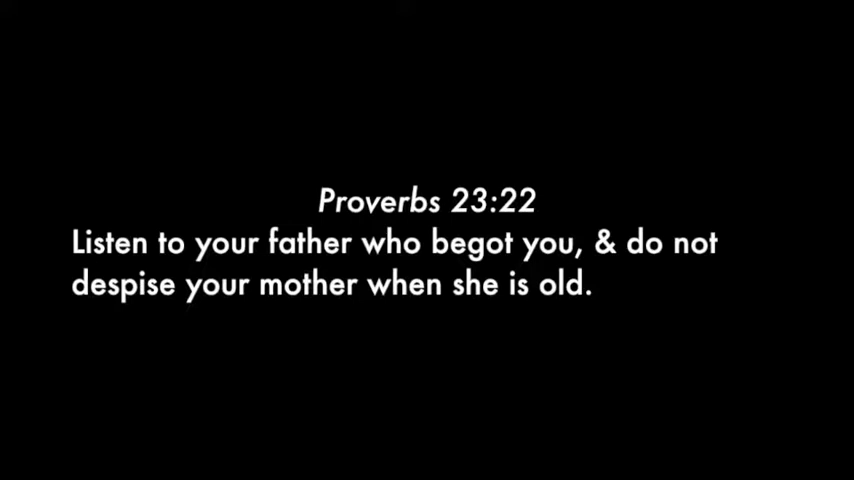 Proverbs 23:22
Listen to your father who begot you, & do not
despise your mother when she is old.